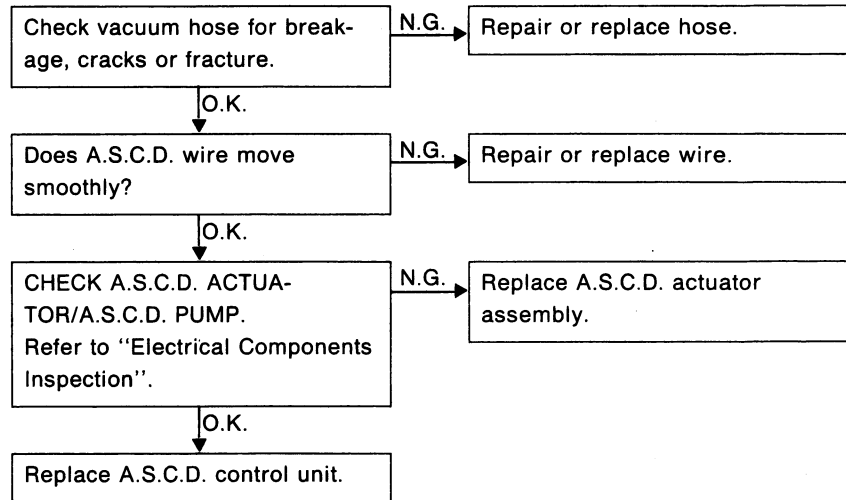 Check vacuum hose for break-
age, cracks or fracture.
N.G.
Repair or replace hose.
O.K.
Does A.S.C.D. wire move
smoothly?
N.G.
Repair or replace wire.
O.K.
CHECK A.S.C.D. ACTUA-
TOR/A.S.C.D. PUMP.
Refer to ‘‘Electrical Components
Inspection’’.
N.G.
Replace A.S.C.D. actuator
assembly.
O.K.
Replace A.S.C.D. control unit.